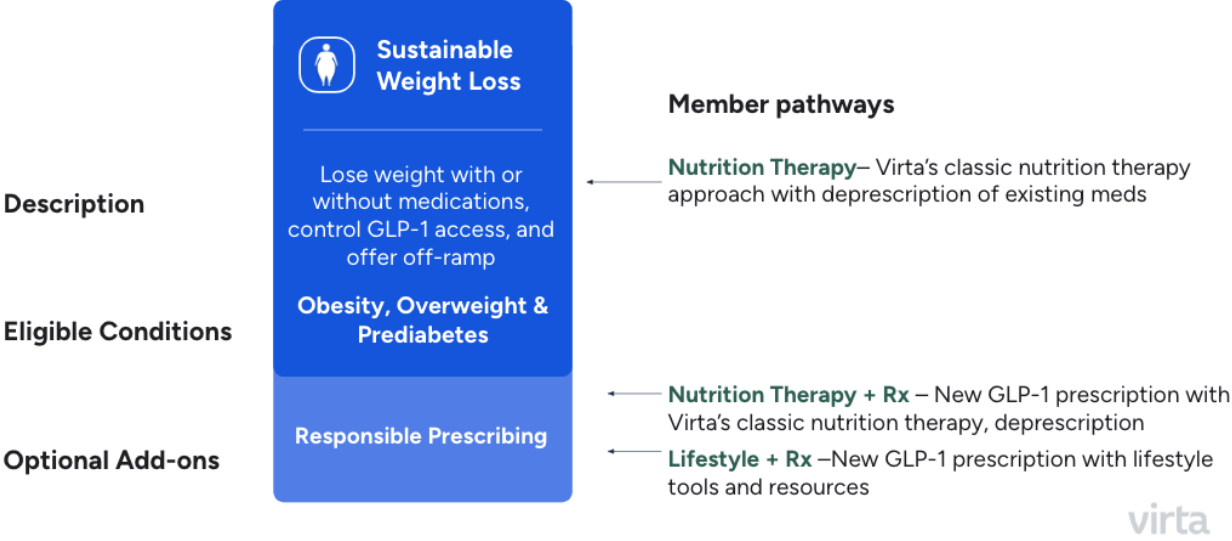 Sustainable
Weight Loss
Member pathways
Description
Lose weight with or
without medications,
control GLP-1 access, and
offer off-ramp
Nutrition Therapy– Virta's classic nutrition therapy
approach with deprescription of existing meds
Eligible Conditions
Obesity, Overweight &
Prediabetes
Optional Add-ons
Responsible Prescribing
Nutrition Therapy + Rx – New GLP-1 prescription with
Virta's classic nutrition therapy, deprescription
Lifestyle + Rx –New GLP-1 prescription with lifestyle
tools and resources
virta